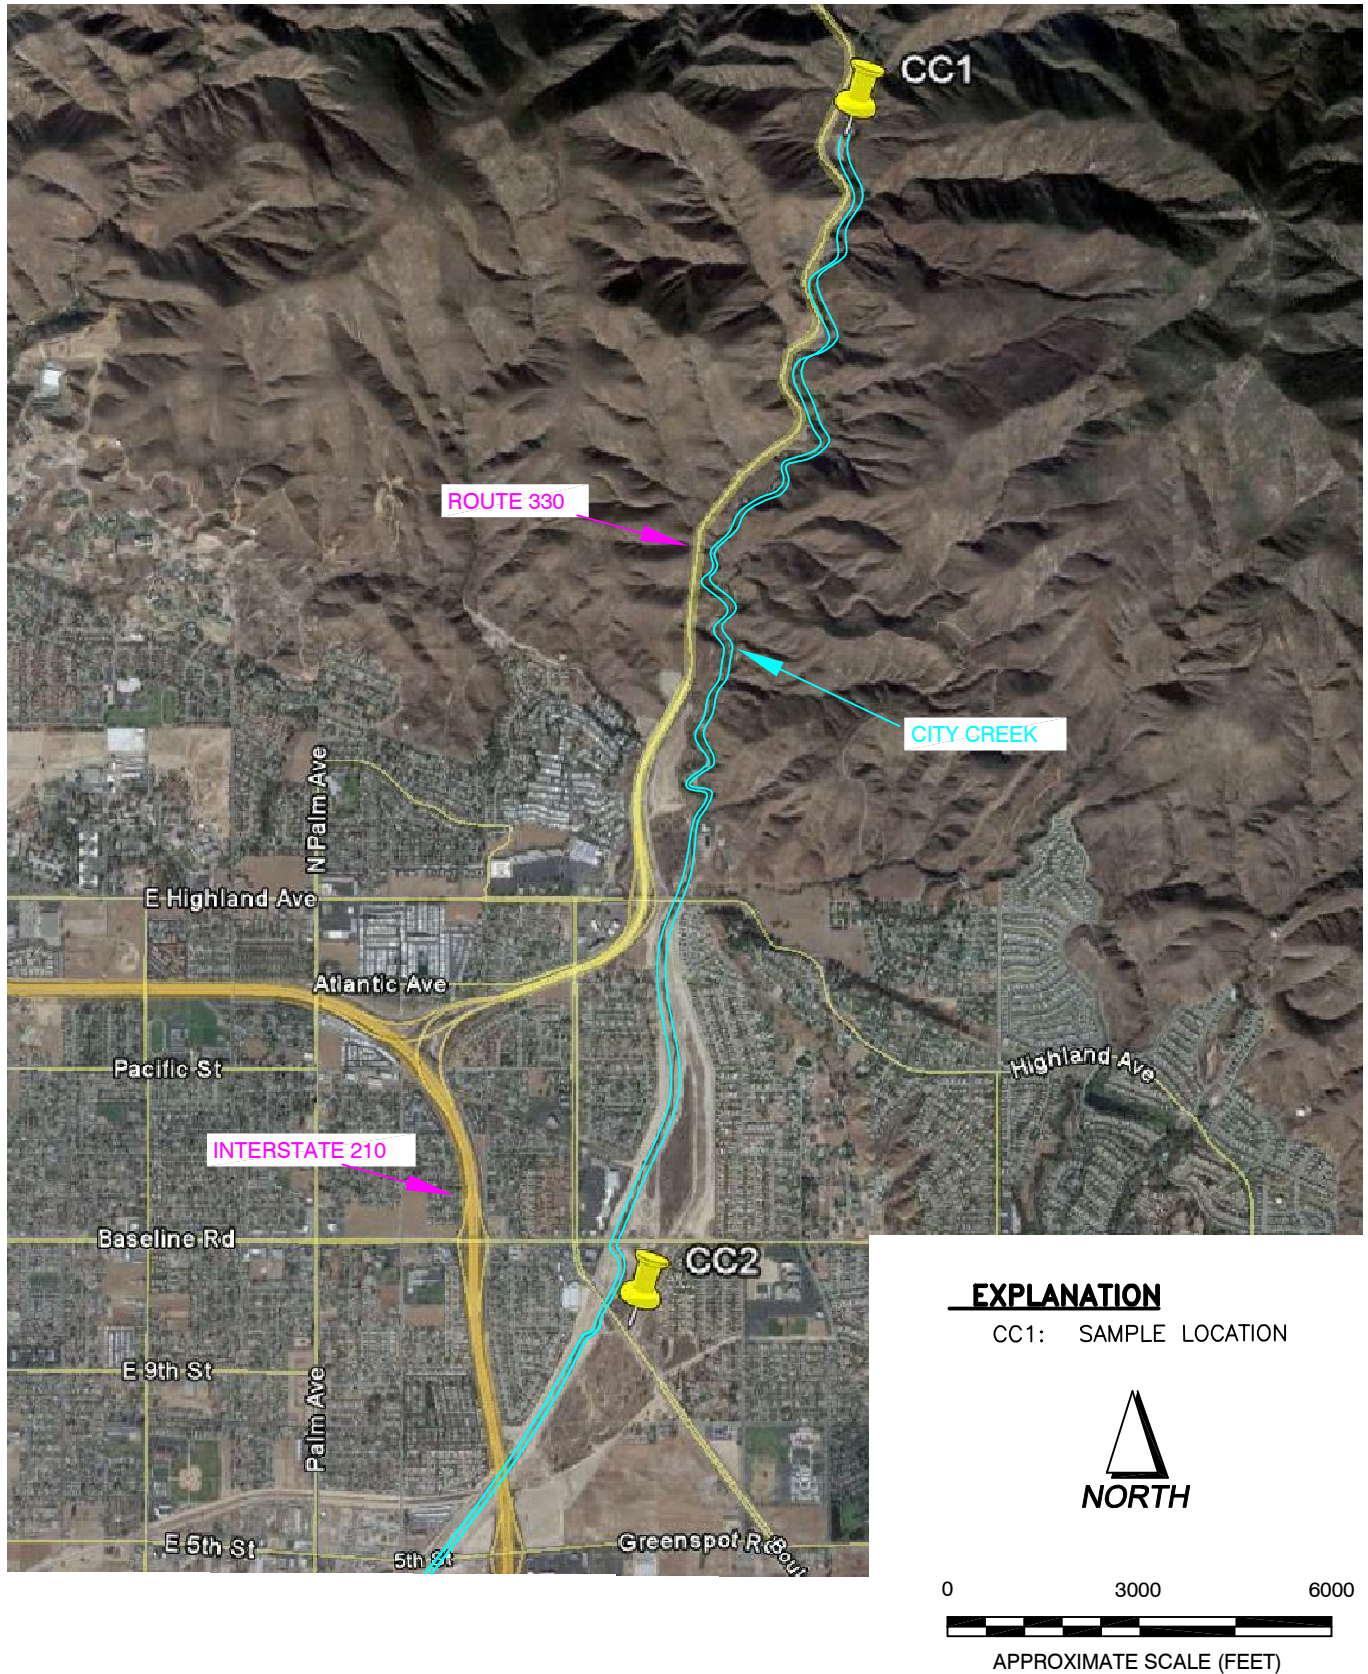 CC1
ROUTE 330
CITY CREEK
N Palm Ave
E Highland Ave
Atlantic Ave
Highland Ave
Pacific St
INTERSTATE 210
Baseline Rd
CC2
E 9th St
Palm Ave
E 5th St
5th St
Greenspot Rd
EXPLANATION
CC1: SAMPLE LOCATION
NORTH
0 3000 6000
APPROXIMATE SCALE (FEET)